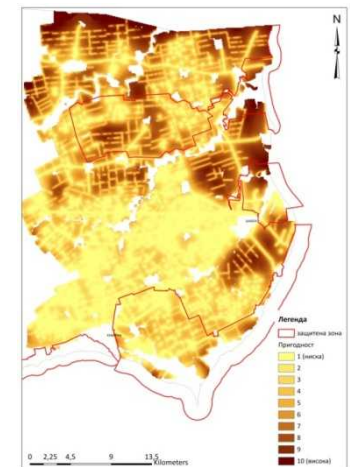 N
Легенда
защитена зона
Пригодност
1 (ниска)
2
3
4
5
6
7
8
9
10 (висока)
0 2,25 4,5 9 13,5
Kilometers